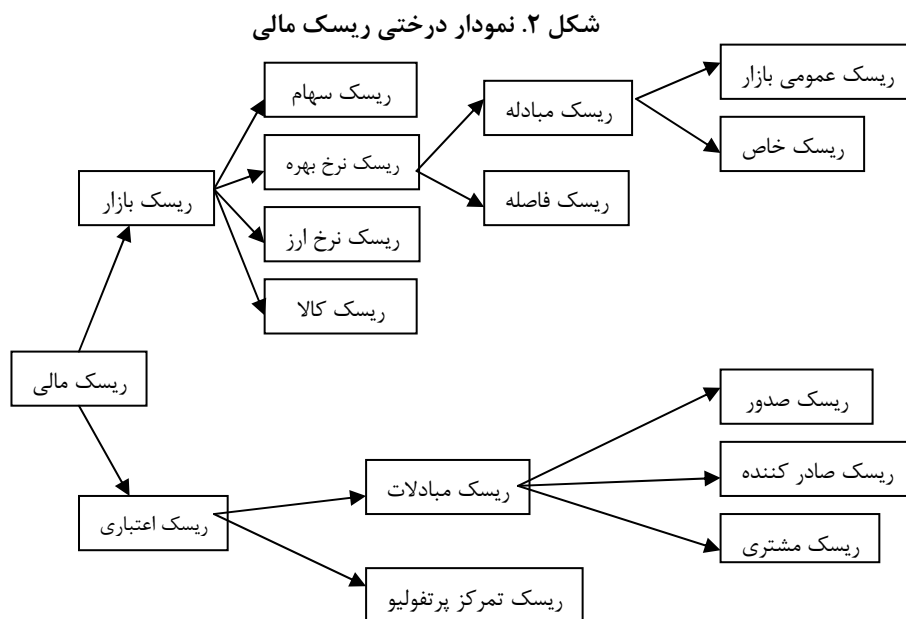 شکل ۲. نمودار درختی ریسک مالی
ریسک مالی
ریسک بازار
ریسک سهام
ریسک نرخ بهره
ریسک نرخ ارز
ریسک کالا
ریسک مبادله
ریسک فاصله
ریسک عمومی بازار
ریسک خاص
ریسک اعتباری
ریسک مبادلات
ریسک تمرکز پرتفولیو
ریسک صدور
ریسک صادر کننده
ریسک مشتری